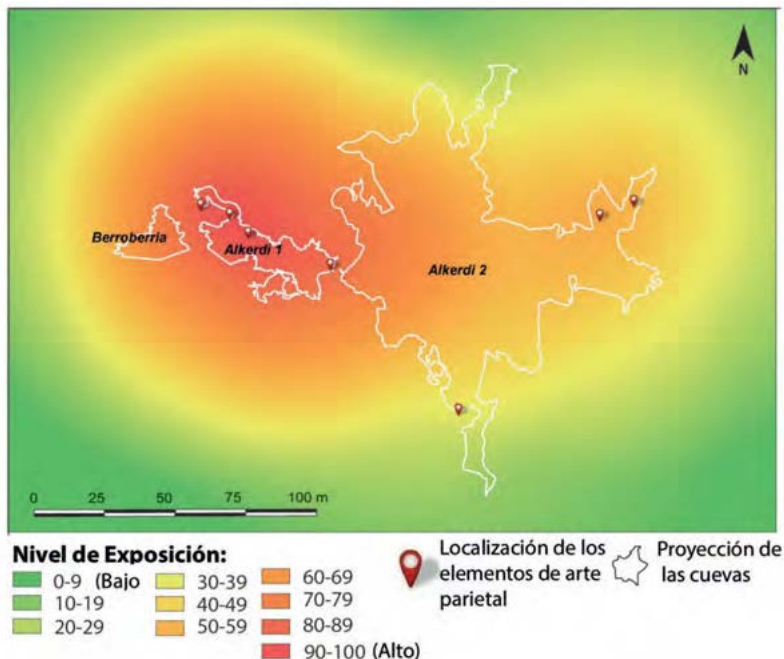 N
Berroberria
Alkerdi 1
Alkerdi 2
0 25 50 75 100 m
Nivel de Exposición:
0-9 (Bajo
10-19
20-29
30-39
40-49
50-59
60-69
70-79
80-89
90-100 (Alto)
Localización de los
elementos de arte
parietal
Proyección de
las cuevas